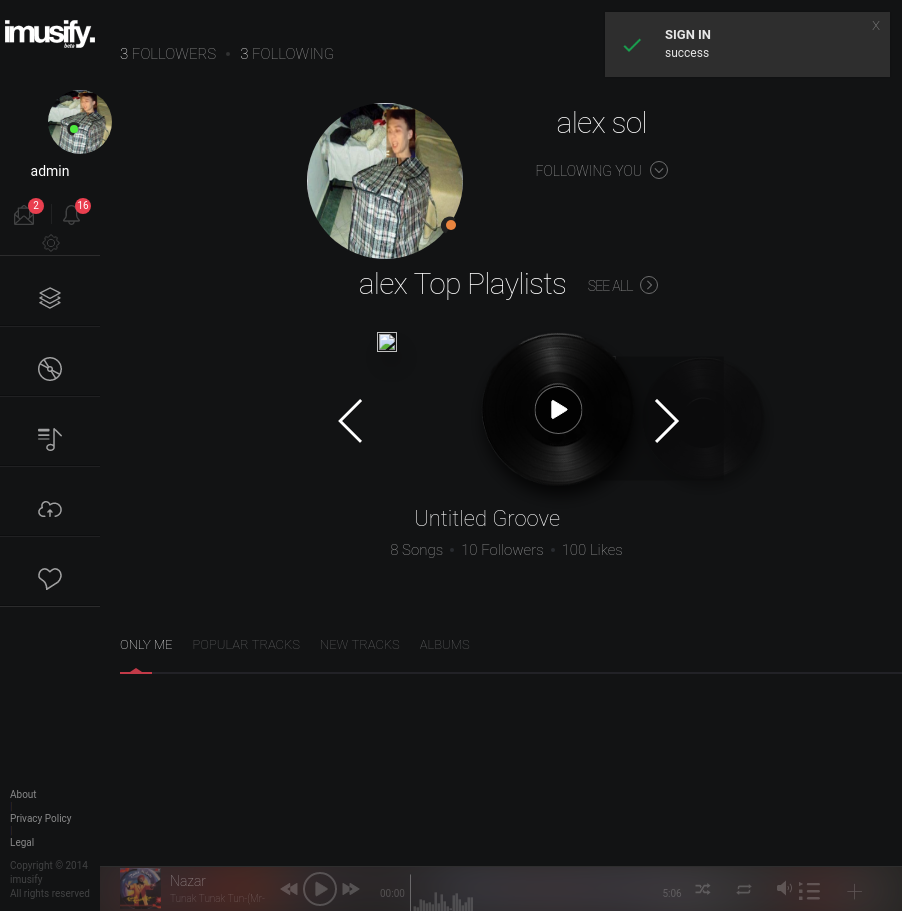 imusify.
beta
3 FOLLOWERS • 3 FOLLOWING
SIGN IN
success
X
admin
2
16
alex sol
FOLLOWING YOU
alex Top Playlists
SEE ALL
Untitled Groove
8 Songs • 10 Followers • 100 Likes
ONLY ME
POPULAR TRACKS
NEW TRACKS
ALBUMS
About
|
Privacy Policy
|
Legal
Copyright © 2014
imusify
All rights reserved
Nazar
Tunak Tunak Tun-(Mr-
00:00
5:06